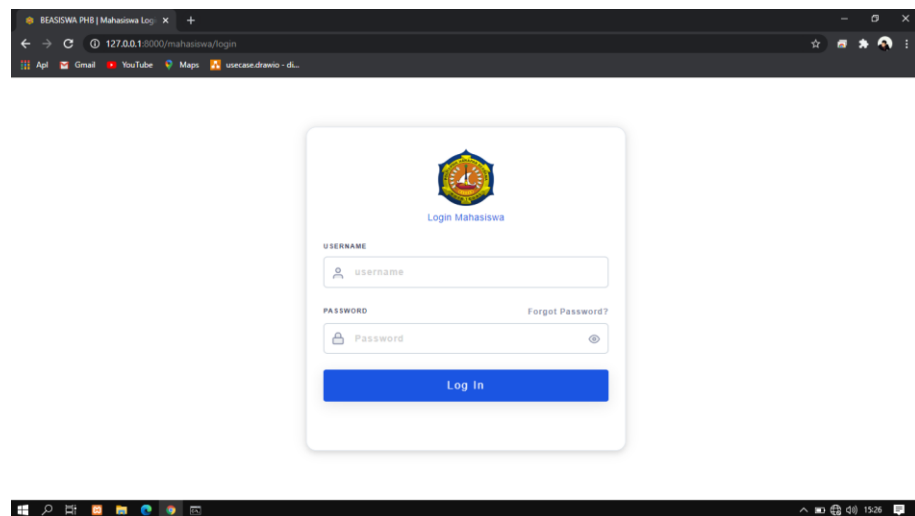 BEASISWA PHB | Mahasiswa Log
127.0.0.1:8000/mahasiswa/login
Apl Gmail YouTube Maps usecase.drawio - di...
Login Mahasiswa
USERNAME
username
PASSWORD Forgot Password?
Password
Log In
15:26